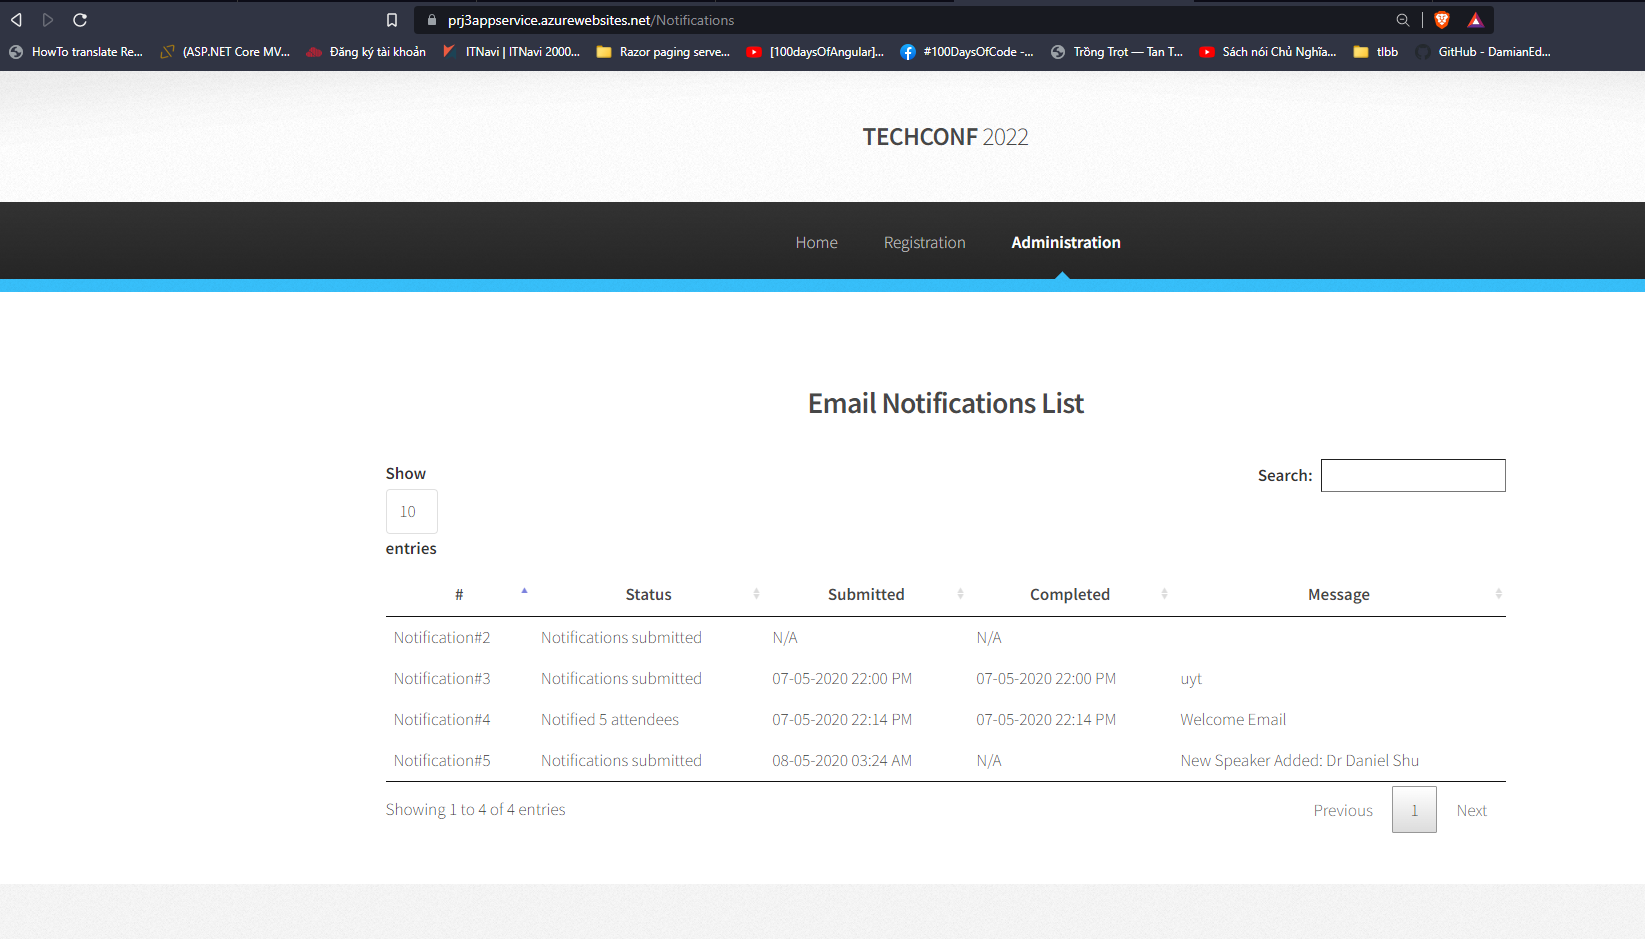 prj3appservice.azurewebsites.net/Notifications
HowTo translate Re... (ASP.NET Core MV... Đăng ký tài khoản ITNavi | ITNavi 2000... Razor paging serve... [100daysOfAngular]... #100DaysOfCode -... Trồng Trọt — Tan T... Sách nói Chủ Nghĩa... tlbb GitHub - DamianEd...
TECHCONF 2022
Home Registration Administration
Email Notifications List
Show
Search:
10
entries
# Status Submitted Completed Message
Notification#2 Notifications submitted N/A N/A
Notification#3 Notifications submitted 07-05-2020 22:00 PM 07-05-2020 22:00 PM uyt
Notification#4 Notified 5 attendees 07-05-2020 22:14 PM 07-05-2020 22:14 PM Welcome Email
Notification#5 Notifications submitted 08-05-2020 03:24 AM N/A New Speaker Added: Dr Daniel Shu
Showing 1 to 4 of 4 entries
Previous 1 Next